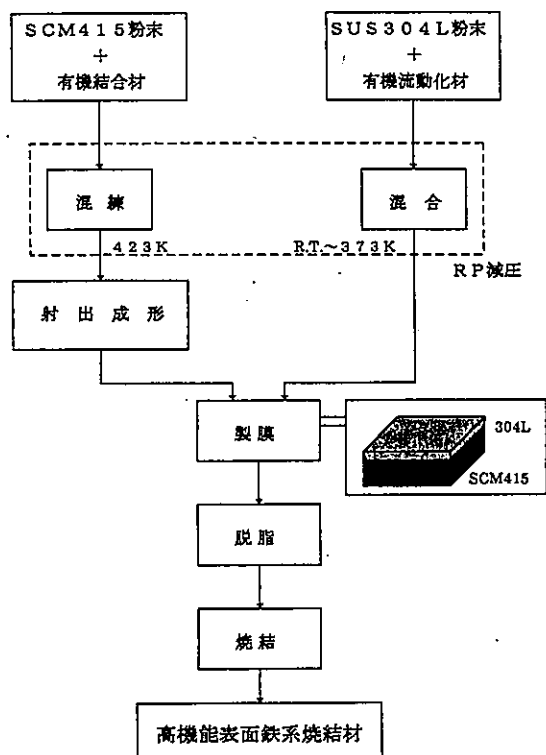 SCM415粉末
+
有機結合材
SUS304L粉末
+
有機流動化材
混練
混合
423K
R.T.~373K
RP減圧
射出成形
製膜
304L
SCM415
脱脂
焼結
高機能表面鉄系焼結材